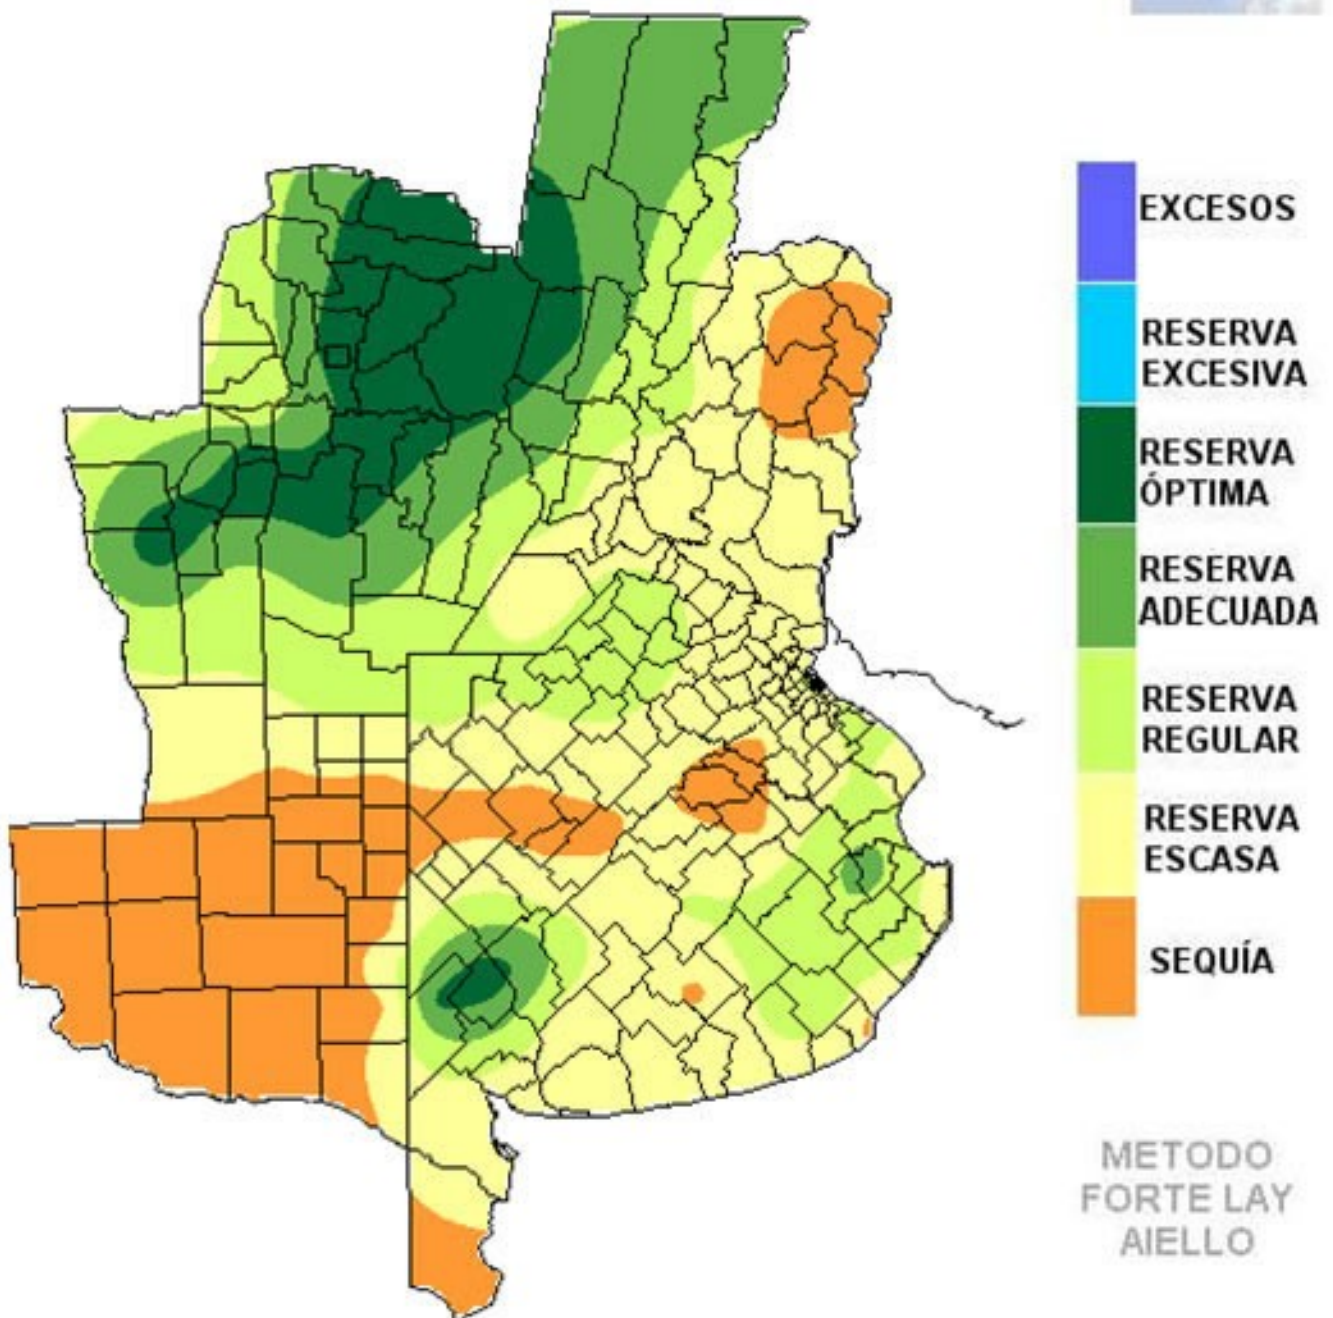 EXCESOS
RESERVA
EXCESIVA
RESERVA
ÓPTIMA
RESERVA
ADECUADA
RESERVA
REGULAR
RESERVA
ESCASA
SEQUÍA
METODO
FORTE LAY
AIELLO